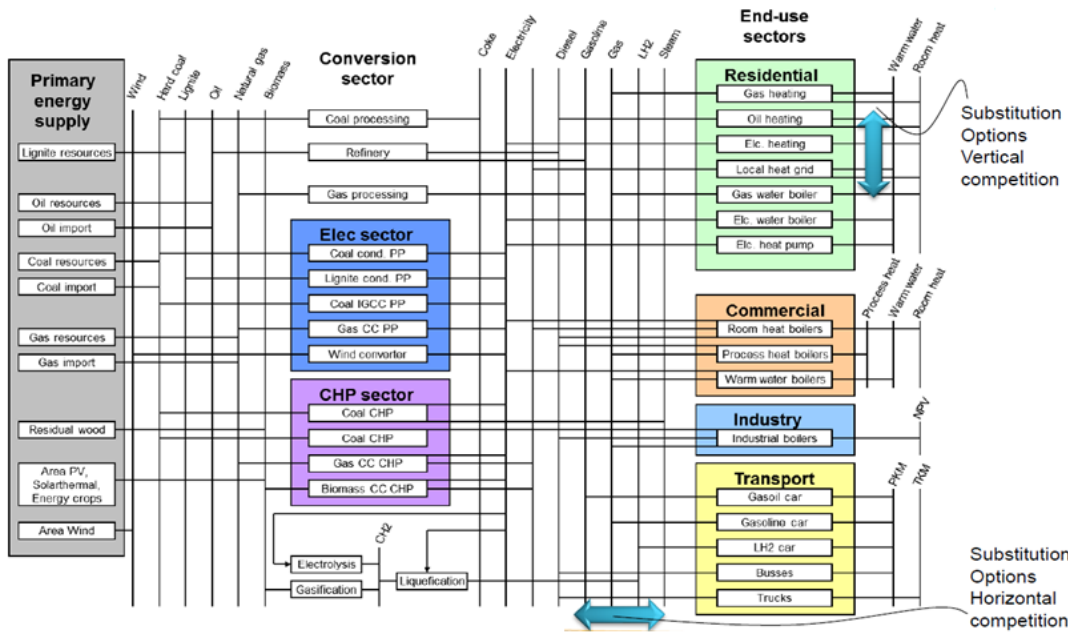 Conversion
sector
End-use
sectors
Primary
energy
supply
Wind
Hard coal
Lignite
Oil
Natural gas
Biomass
Coke
Electricity
Diesel
Gasoline
Gas
LH2
Steam
Warm water
Room heat
Lignite resources
Oil resources
Oil import
Coal resources
Coal import
Gas resources
Gas import
Residual wood
Area PV,
Solarthermal,
Energy crops
Area Wind
Coal processing
Refinery
Gas processing
Elec sector
Coal cond. PP
Lignite cond. PP
Coal IGCC PP
Gas CC PP
Wind convertor
CHP sector
Coal CHP
Coal CHP
Gas CC CHP
Biomass CC CHP
CH2
Electrolysis
Gasification
Liquefication
Residential
Gas heating
Oil heating
Elc. heating
Local heat grid
Gas water boiler
Elc. water boiler
Elc. heat pump
Process heat
Warm water
Room heat
Commercial
Room heat boilers
Process heat boilers
Warm water boilers
NPV
Industry
Industrial boilers
PKM
TKM
Transport
Gasoil car
Gasoline car
LH2 car
Busses
Trucks
Substitution
Options
Vertical
competition
Substitution
Options
Horizontal
competition